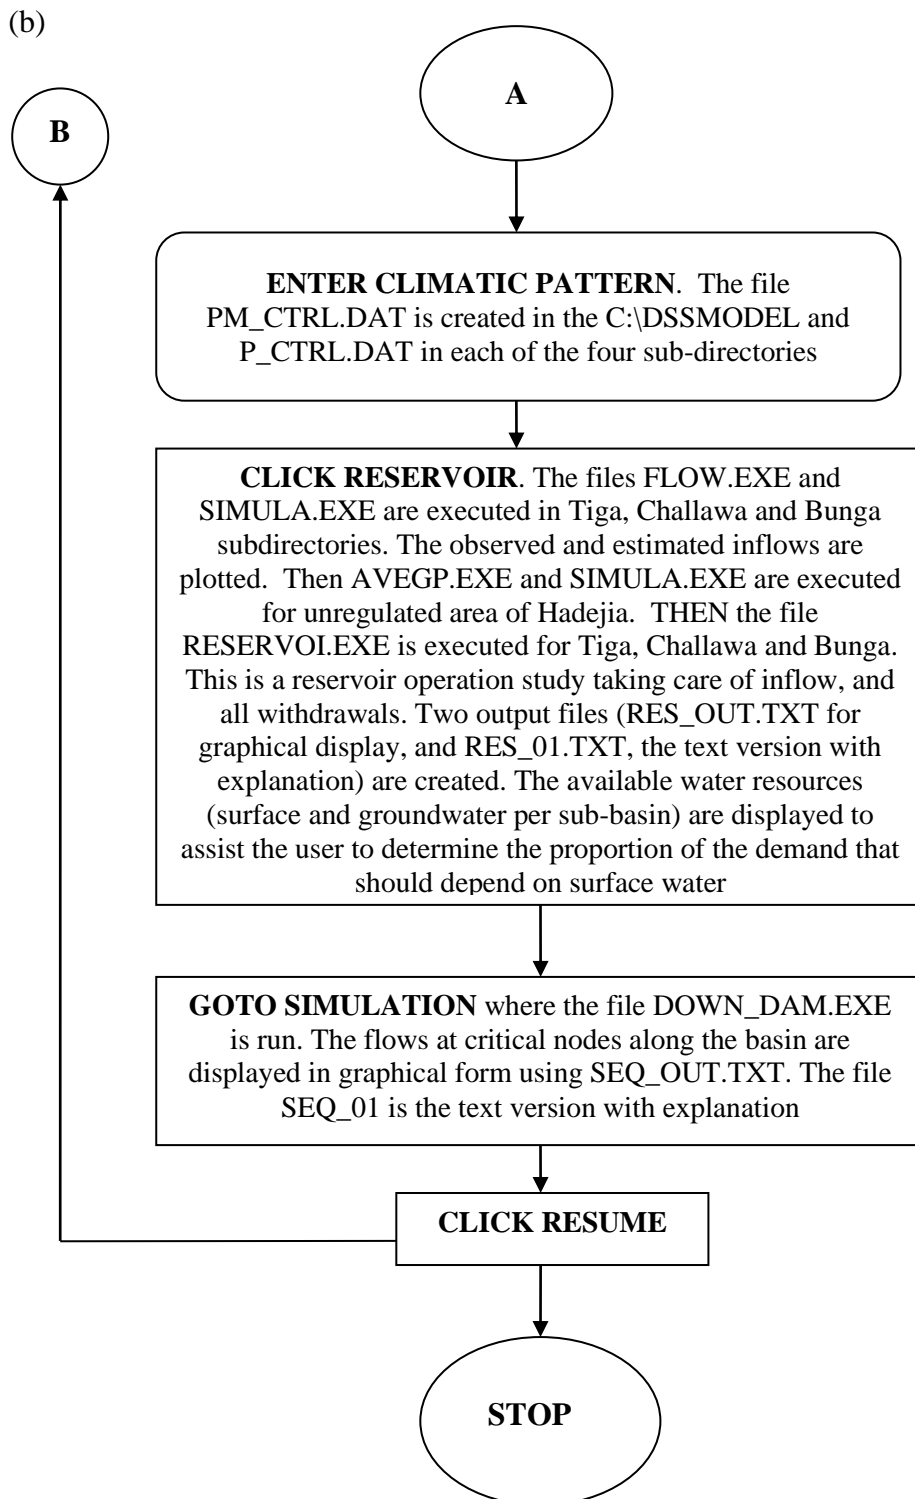 (b)
A
B
ENTER CLIMATIC PATTERN. The file
PM_CTRL.DAT is created in the C:\DSSMODEL and
P_CTRL.DAT in each of the four sub-directories
CLICK RESERVOIR. The files FLOW.EXE and
SIMULA.EXE are executed in Tiga, Challawa and Bunga
subdirectories. The observed and estimated inflows are
plotted. Then AVEGP.EXE and SIMULA.EXE are executed
for unregulated area of Hadejia. THEN the file
RESERVOI.EXE is executed for Tiga, Challawa and Bunga.
This is a reservoir operation study taking care of inflow, and
all withdrawals. Two output files (RES_OUT.TXT for
graphical display, and RES_01.TXT, the text version with
explanation) are created. The available water resources
(surface and groundwater per sub-basin) are displayed to
assist the user to determine the proportion of the demand that
should depend on surface water
GOTO SIMULATION where the file DOWN_DAM.EXE
is run. The flows at critical nodes along the basin are
displayed in graphical form using SEQ_OUT.TXT. The file
SEQ_01 is the text version with explanation
CLICK RESUME
STOP